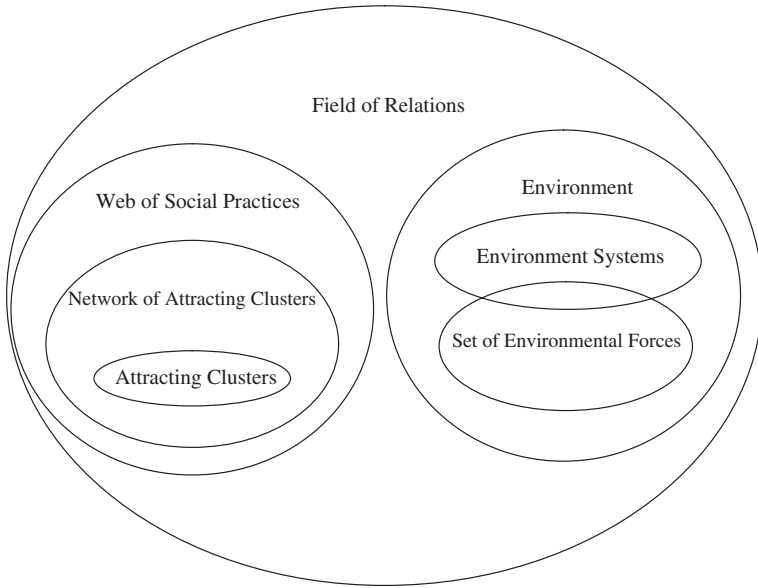 Field of Relations
Web of Social Practices
Network of Attracting Clusters
Attracting Clusters
Environment
Environment Systems
Set of Environmental Forces